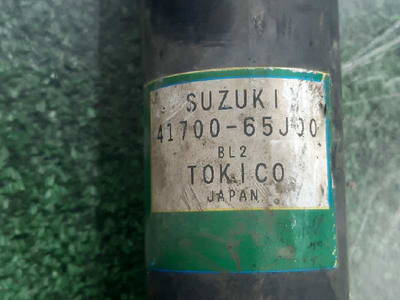 SUZUKI
41700-65J00
BL2
TOKICO
JAPAN